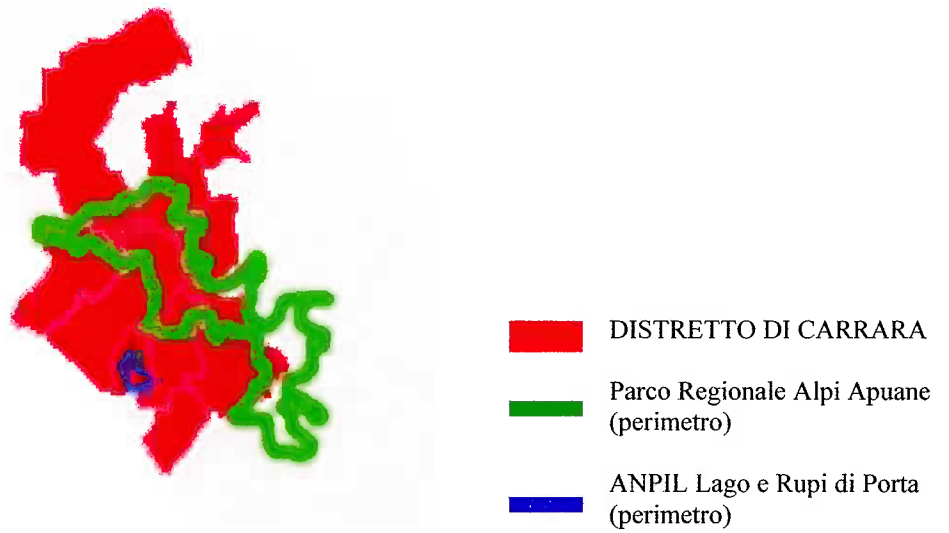 DISTRETTO DI CARRARA
Parco Regionale Alpi Apuane
(perimetro)
ANPIL Lago e Rupi di Porta
(perimetro)